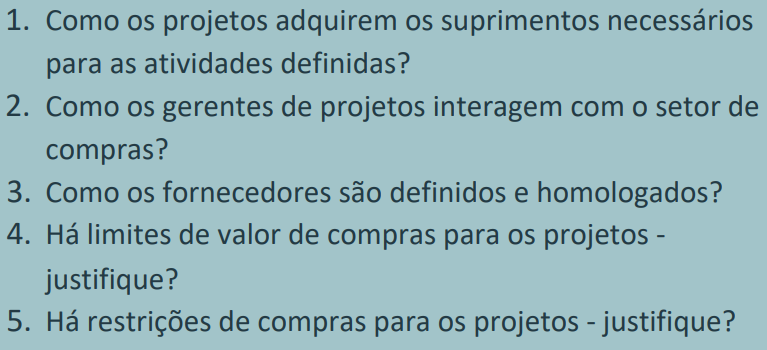 1. Como os projetos adquirem os suprimentos necessários
para as atividades definidas?
2. Como os gerentes de projetos interagem com o setor de
compras?
3. Como os fornecedores são definidos e homologados?
4. Há limites de valor de compras para os projetos -
justifique?
5. Há restrições de compras para os projetos - justifique?